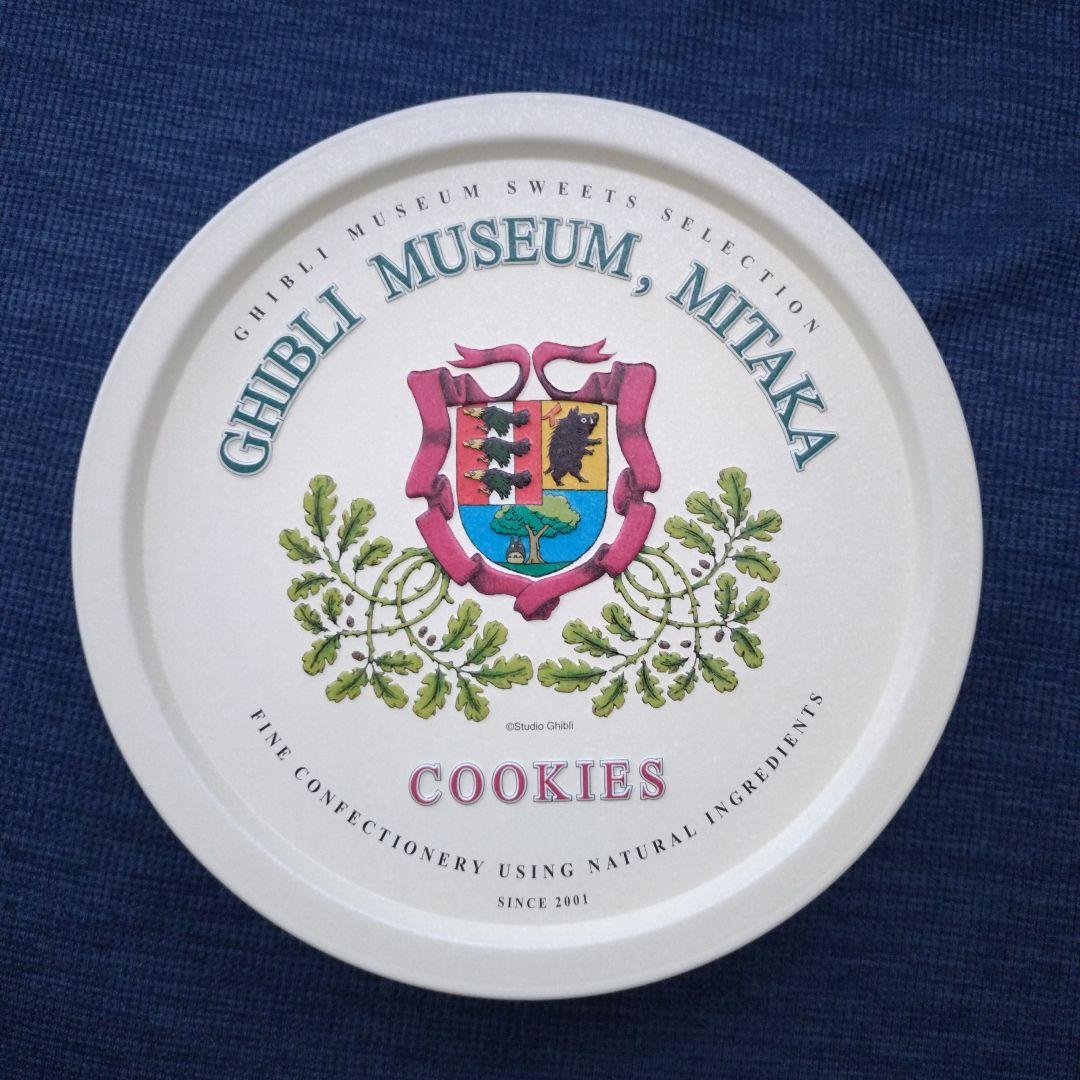 GHIBLI MUSEUM SWEETS SELECTION
GHIBLI MUSEUM, MITAKA
©Studio Ghibli
COOKIES
FINE CONFECTIONERY USING NATURAL INGREDIENTS
SINCE 2001